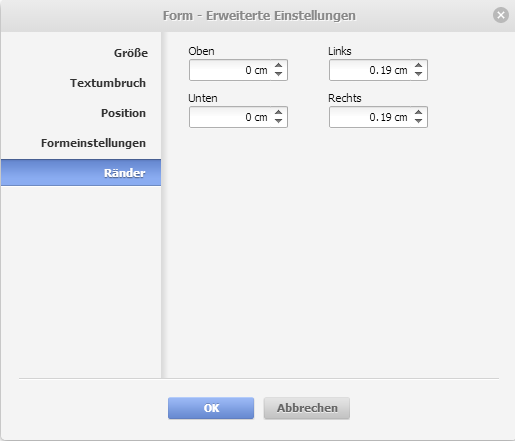 Form - Erweiterte Einstellungen
Größe
Textumbruch
Position
Formeinstellungen
Ränder
Oben
Links
0 cm
0.19 cm
Unten
Rechts
0 cm
0.19 cm
OK
Abbrechen